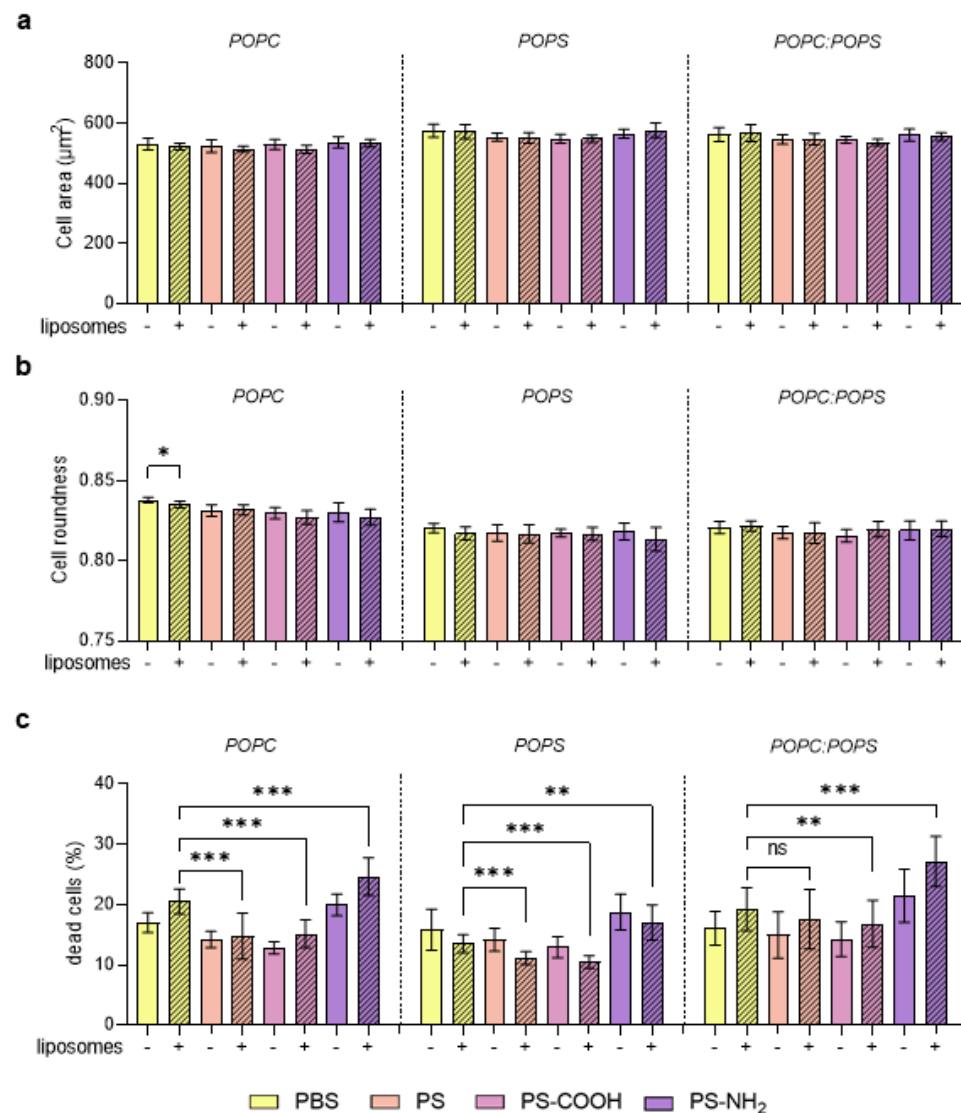 a
POPC POPS POPC:POPS
Cell area (µm²)
800
600
400
200
0
liposomes - + - + - + - + - + - + - + - + - + - + - + - +
b
POPC POPS POPC:POPS
Cell roundness
0.90
0.85
0.80
0.75
*
liposomes - + - + - + - + - + - + - + - + - + - + - + - +
c
POPC POPS POPC:POPS
dead cells (%)
40
30
20
10
0
*** ** ***
*** *** **
*** *** ns
liposomes - + - + - + - + - + - + - + - + - + - + - + - +
PBS PS PS-COOH PS-NH₂